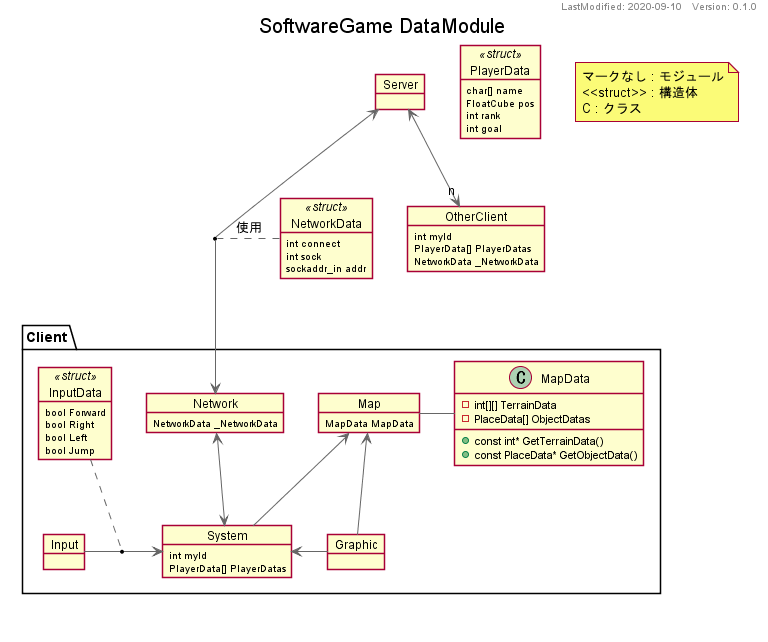 LastModified: 2020-09-10 Version: 0.1.0
SoftwareGame DataModule
Server
«struct»
PlayerData
char[] name
FloatCube pos
int rank
int goal
マークなし : モジュール
<<struct>> : 構造体
C : クラス
n
使用
«struct»
NetworkData
int connect
int sock
sockaddr_in addr
OtherClient
int myId
PlayerData[] PlayerDatas
NetworkData _NetworkData
Client
«struct»
InputData
bool Forward
bool Right
bool Left
bool Jump
Network
NetworkData _NetworkData
Map
MapData MapData
C MapData
int[][] TerrainData
PlaceData[] ObjectDatas
const int* GetTerrainData()
const PlaceData* GetObjectData()
Input
System
int myId
PlayerData[] PlayerDatas
Graphic